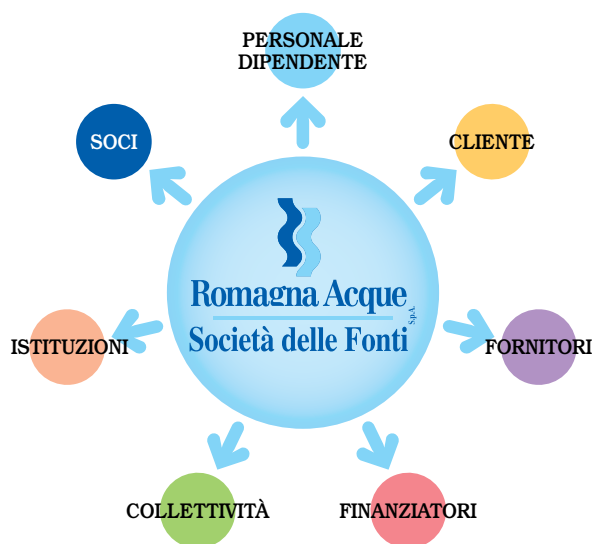 PERSONALE
DIPENDENTE
SOCI
CLIENTE
Romagna Acque
Società delle Fonti S.p.A.
ISTITUZIONI
FORNITORI
COLLETTIVITÀ
FINANZIATORI